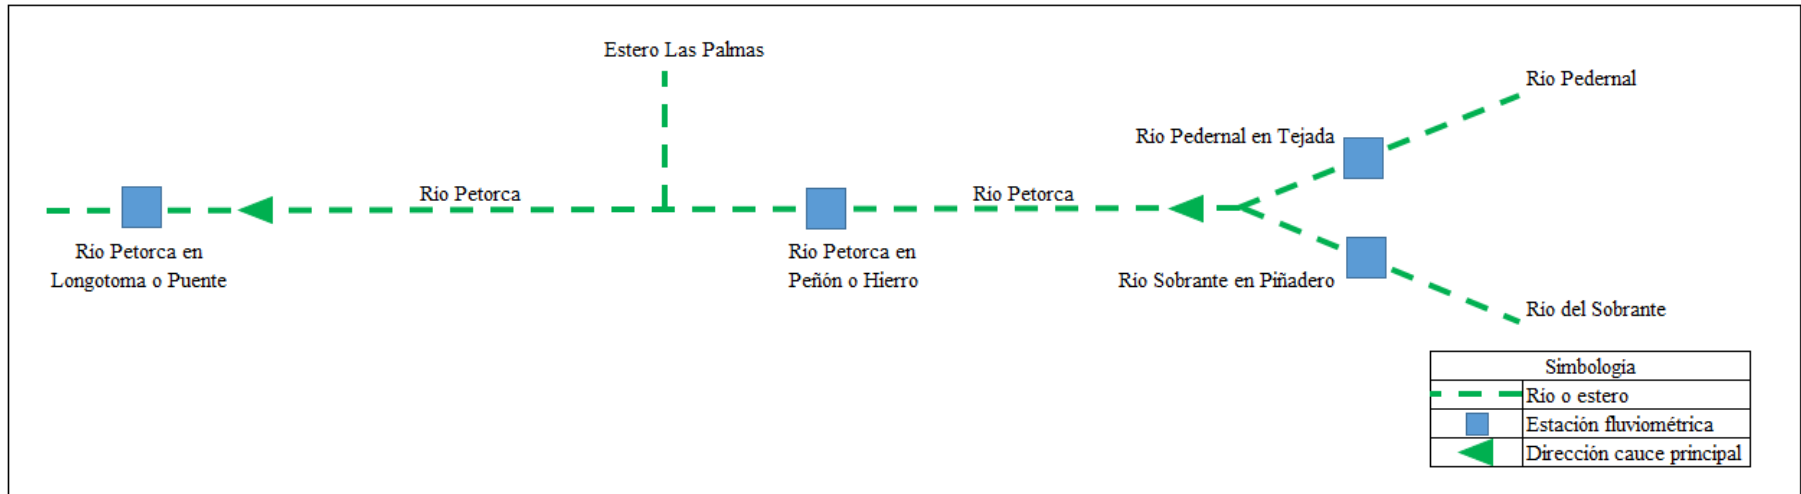 Estero Las Palmas
Río Pedernal
Río Pedernal en Tejada
Río Petorca
Río Petorca
Río Petorca en
Longotoma o Puente
Río Petorca en
Peñón o Hierro
Río Sobrante en Piñadero
Río del Sobrante
Simbologia
Río o estero
Estación fluviométrica
Dirección cauce principal